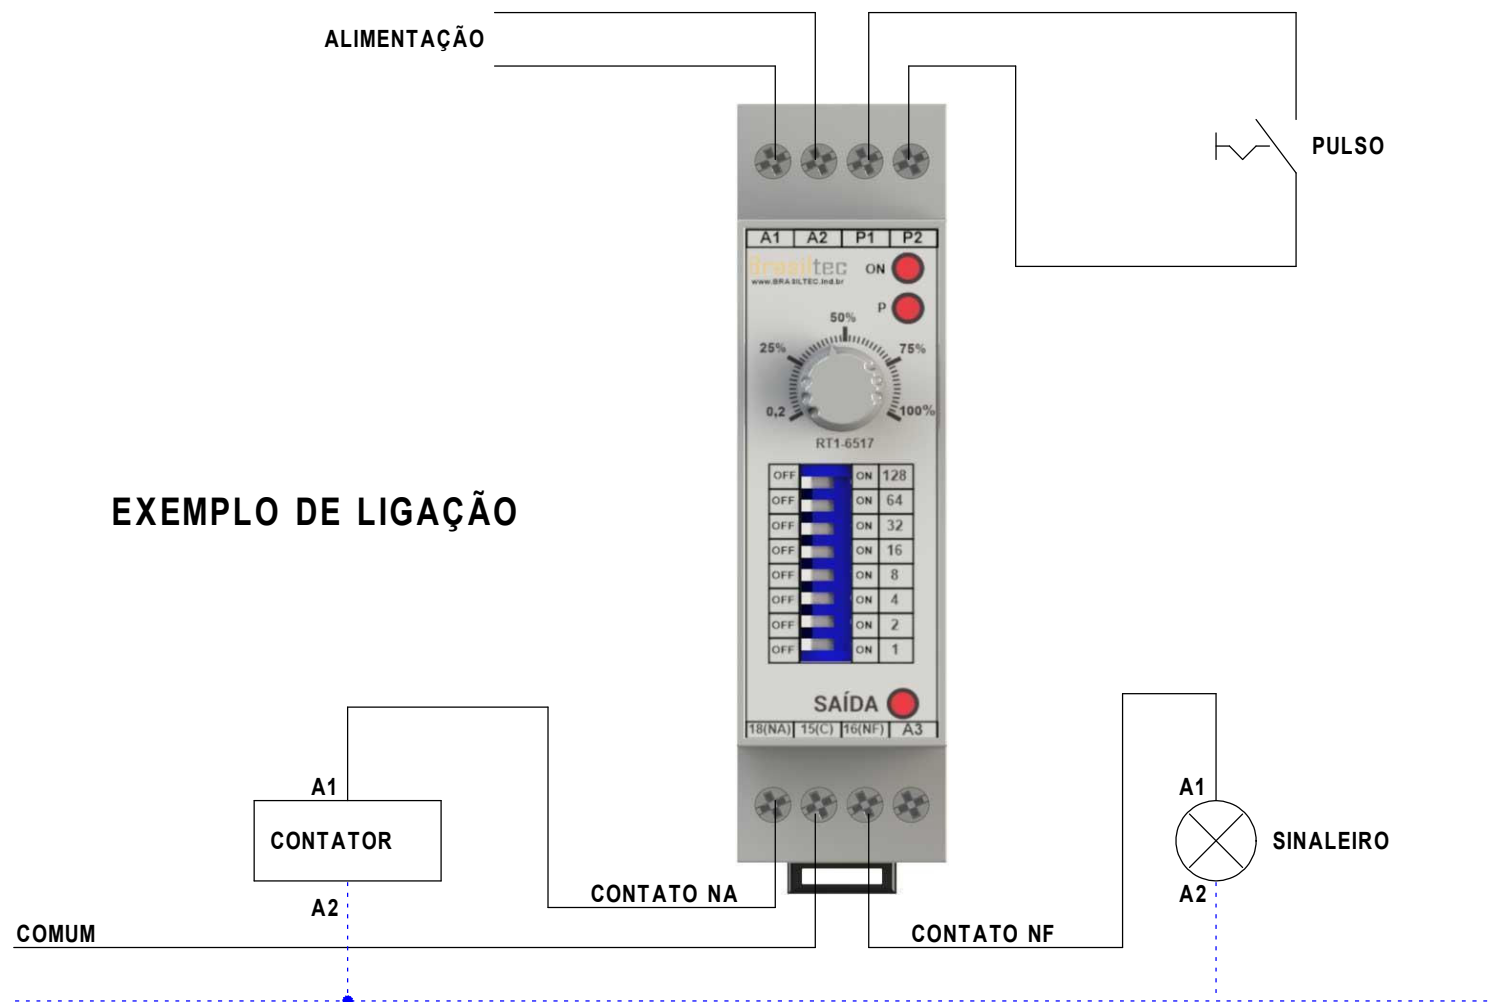 ALIMENTAÇÃO
PULSO
A1 A2 P1 P2
Brasiltec ON
www.BRASILTEC.ind.br
P
50%
25% 75%
0,2 100%
RT1-6517
OFF ON 128
OFF ON 64
EXEMPLO DE LIGAÇÃO
OFF ON 32
OFF ON 16
OFF ON 8
OFF ON 4
OFF ON 2
OFF ON 1
SAÍDA
18(NA) 15(C) 16(NF) A3
A1 A1
CONTATOR SINALEIRO
A2 CONTATO NA A2
COMUM CONTATO NF